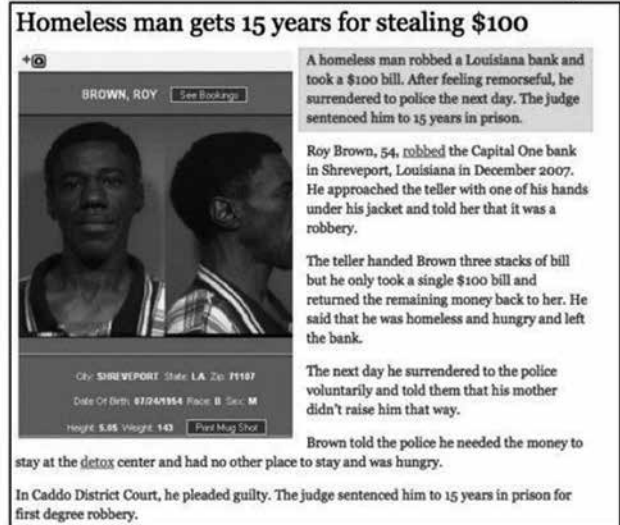 Homeless man gets 15 years for stealing $100
BROWN, ROY See Bookings
City: SHREVEPORT State: LA Zip: 71107
Date Of Birth: 07/24/1954 Race: B Sex: M
Height: 5.05 Weight: 143 Print Mug Shot
A homeless man robbed a Louisiana bank and
took a $100 bill. After feeling remorseful, he
surrendered to police the next day. The judge
sentenced him to 15 years in prison.
Roy Brown, 54, robbed the Capital One bank
in Shreveport, Louisiana in December 2007.
He approached the teller with one of his hands
under his jacket and told her that it was a
robbery.
The teller handed Brown three stacks of bill
but he only took a single $100 bill and
returned the remaining money back to her. He
said that he was homeless and hungry and left
the bank.
The next day he surrendered to the police
voluntarily and told them that his mother
didn't raise him that way.
Brown told the police he needed the money to
stay at the detox center and had no other place to stay and was hungry.
In Caddo District Court, he pleaded guilty. The judge sentenced him to 15 years in prison for
first degree robbery.